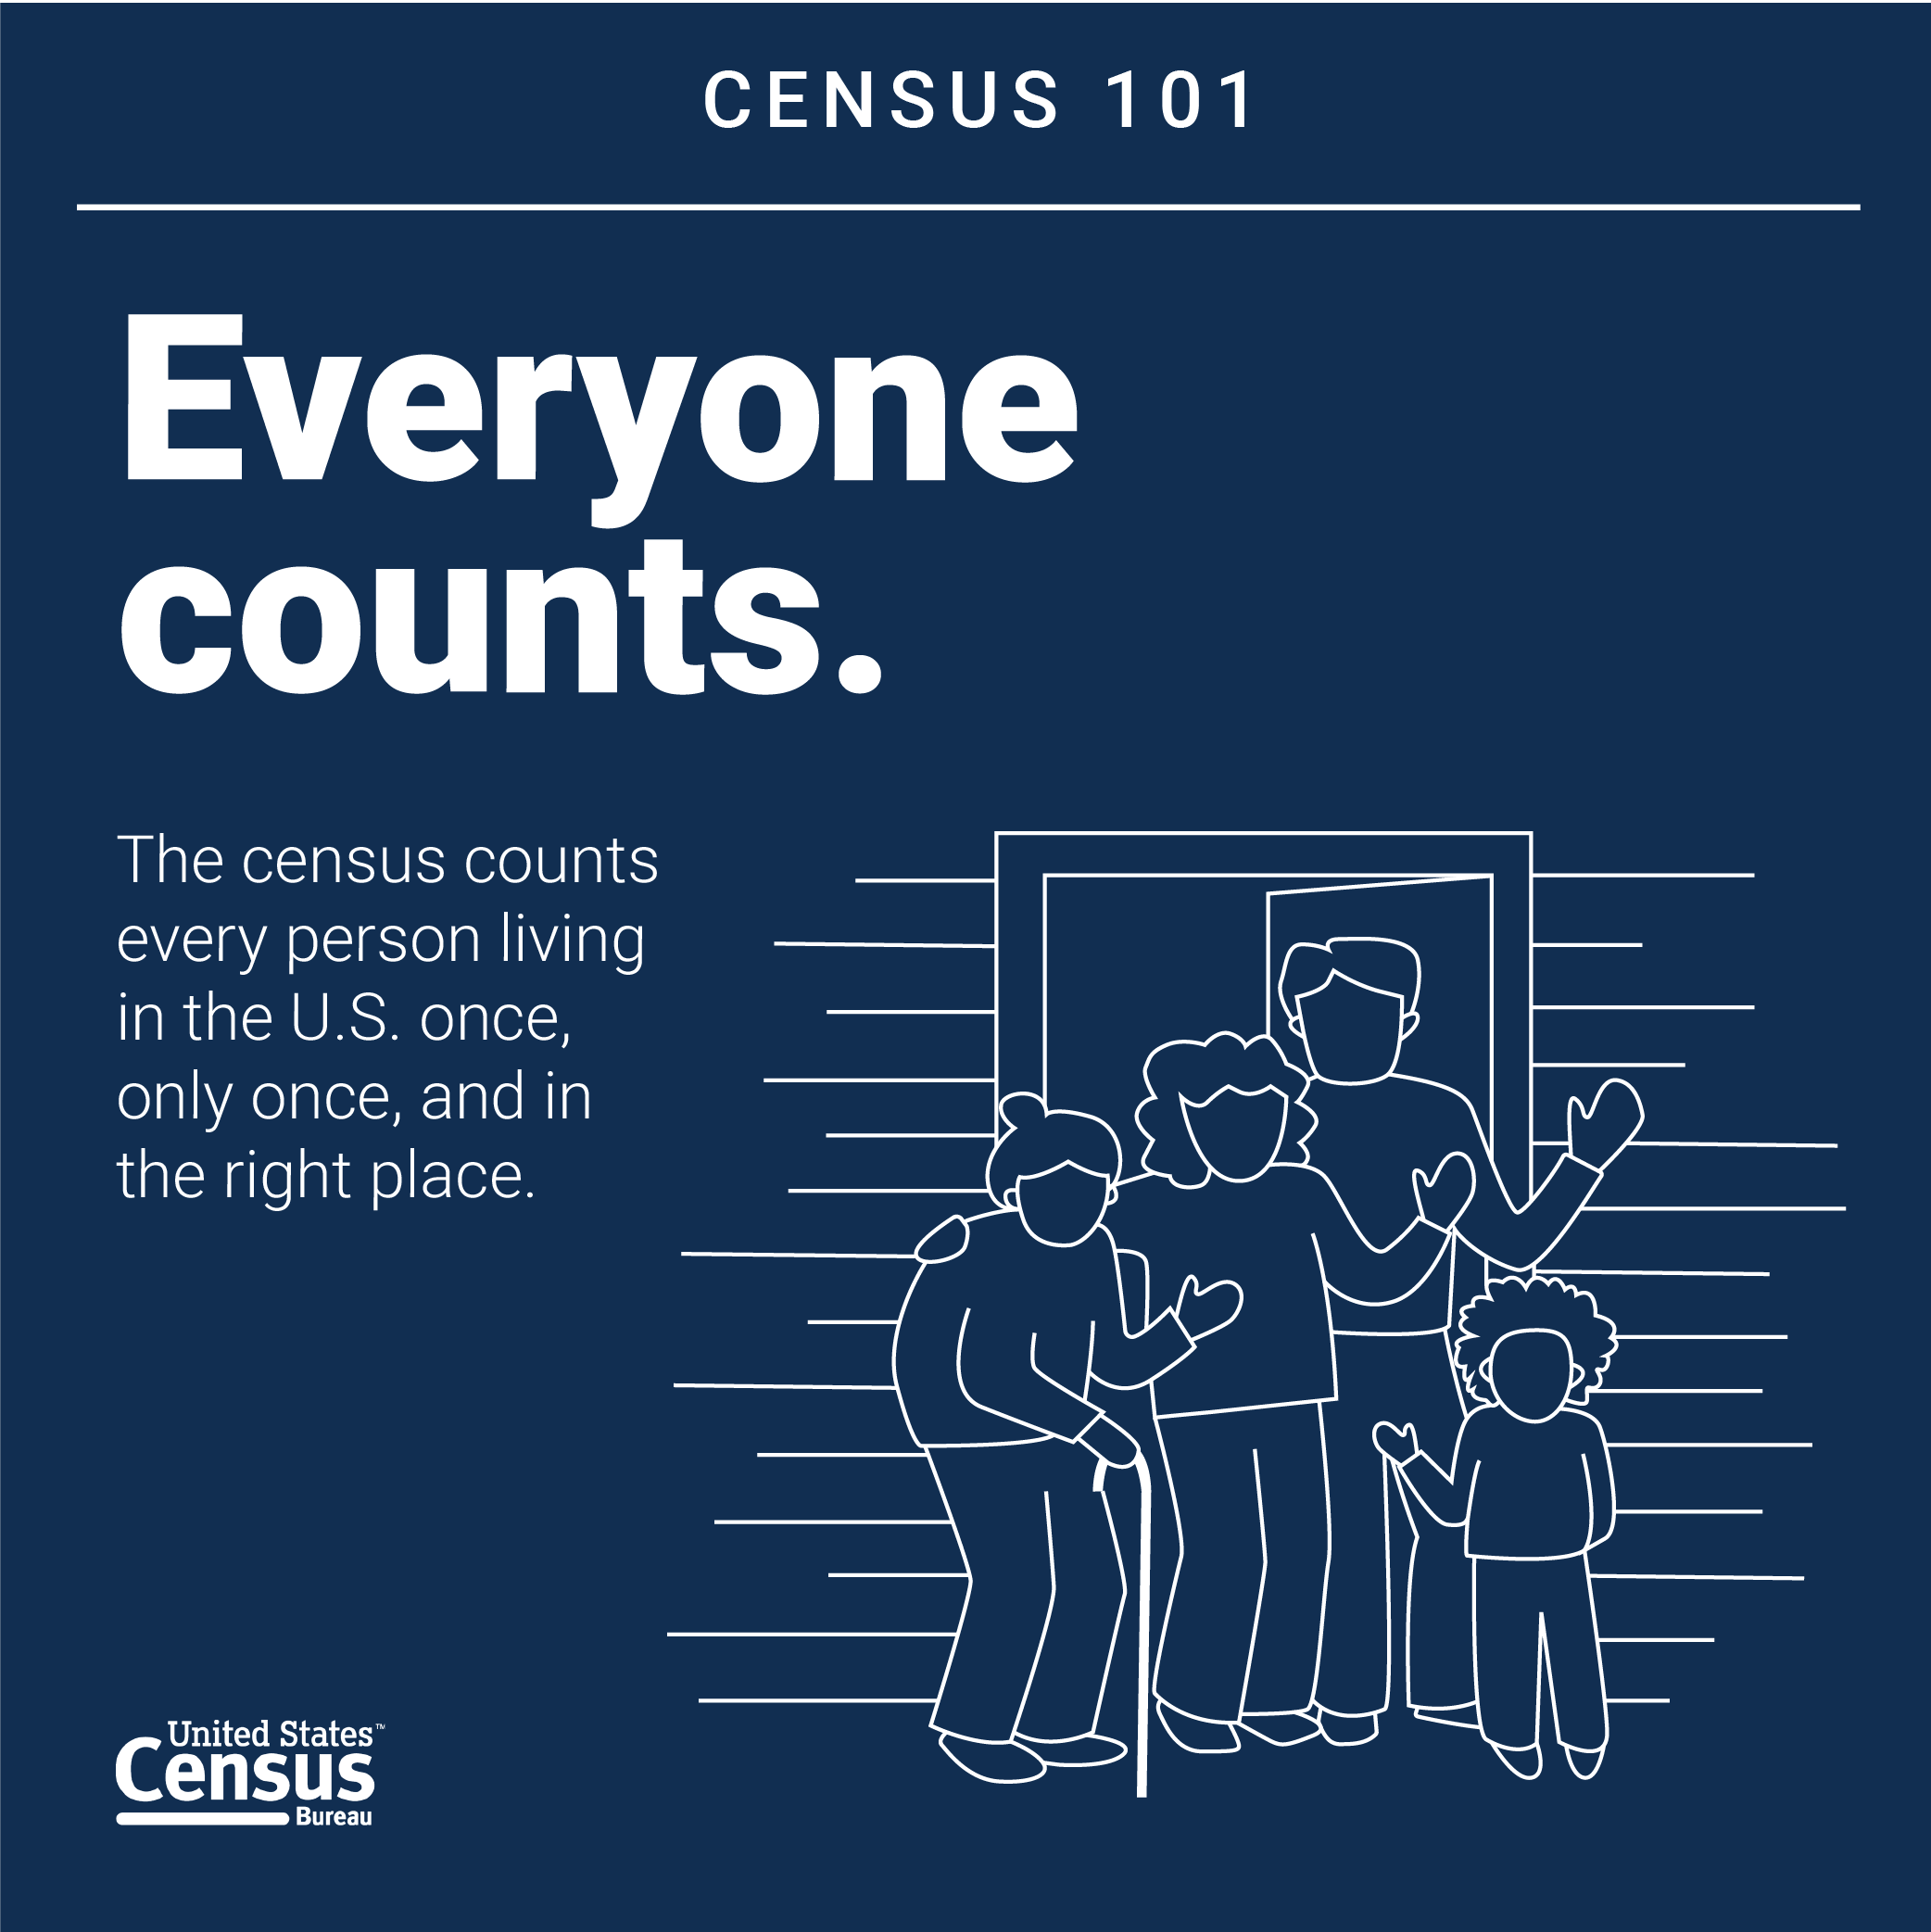 CENSUS 101
Everyone
counts.
The census counts
every person living
in the U.S. once,
only once, and in
the right place.
United States™
Census
Bureau